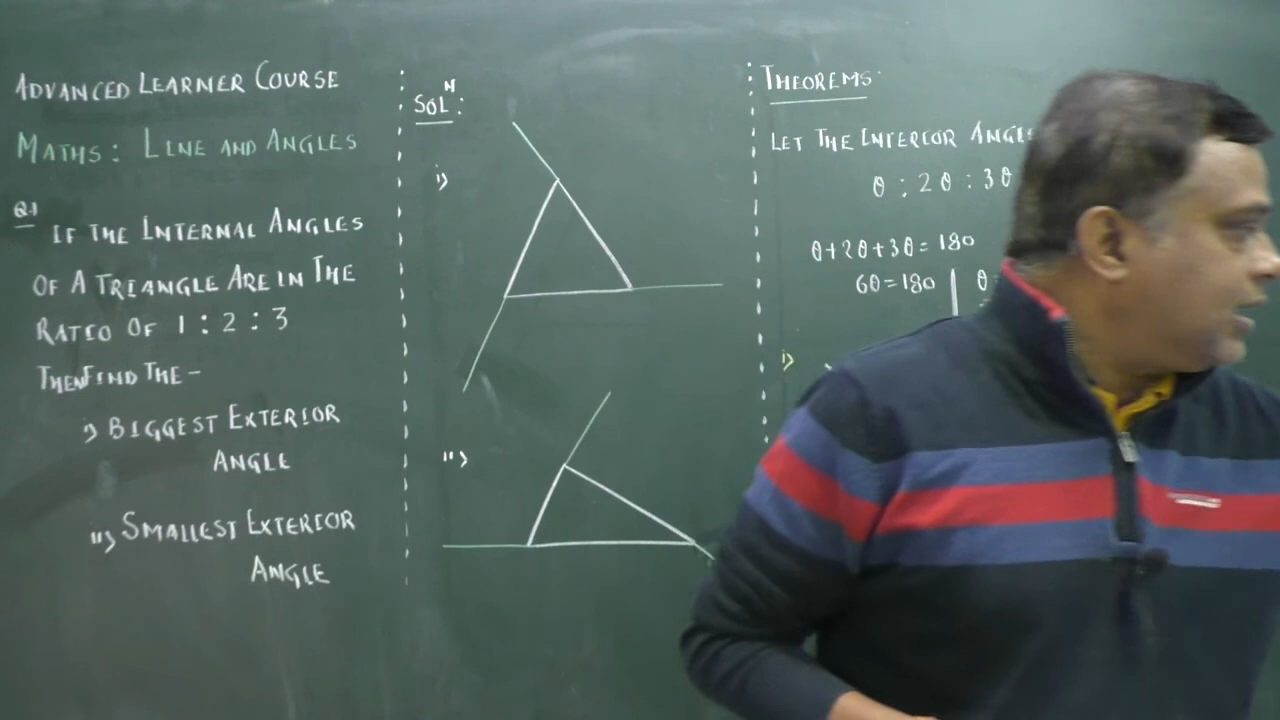 ADVANCED LEARNER COURSE
MATHS: LINE AND ANGLES
Q.1
IF THE INTERNAL ANGLES
OF A TRIANGLE ARE IN THE
RATIO OF 1 : 2 : 3
THEN FIND THE -
i) BIGGEST EXTERIOR
ANGLE
ii) SMALLEST EXTERIOR
ANGLE
SOLᴺ:
i)
ii)
THEOREMS:
LET THE INTERIOR ANGLE
θ : 2θ : 3θ
θ+2θ+3θ=180
6θ=180 | θ=
i)